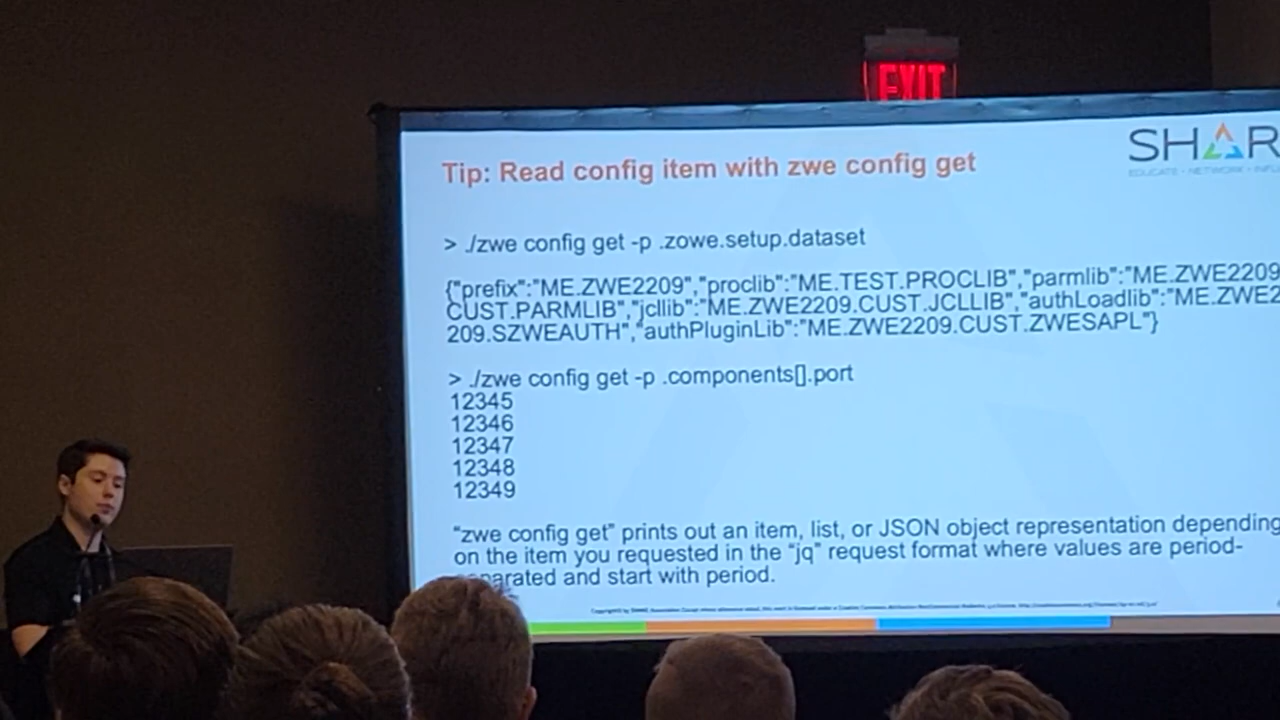 EXIT
SHAR
EDUCATE • NETWORK • INFLU
Tip: Read config item with zwe config get
> ./zwe config get -p .zowe.setup.dataset
{"prefix":"ME.ZWE2209","proclib":"ME.TEST.PROCLIB","parmlib":"ME.ZWE2209
CUST.PARMLIB","jcllib":"ME.ZWE2209.CUST.JCLLIB","authLoadlib":"ME.ZWE2
209.SZWEAUTH","authPluginLib":"ME.ZWE2209.CUST.ZWESAPL"}
> ./zwe config get -p .components[].port
12345
12346
12347
12348
12349
"zwe config get" prints out an item, list, or JSON object representation depending
on the item you requested in the "jq" request format where values are period-
parated and start with period.